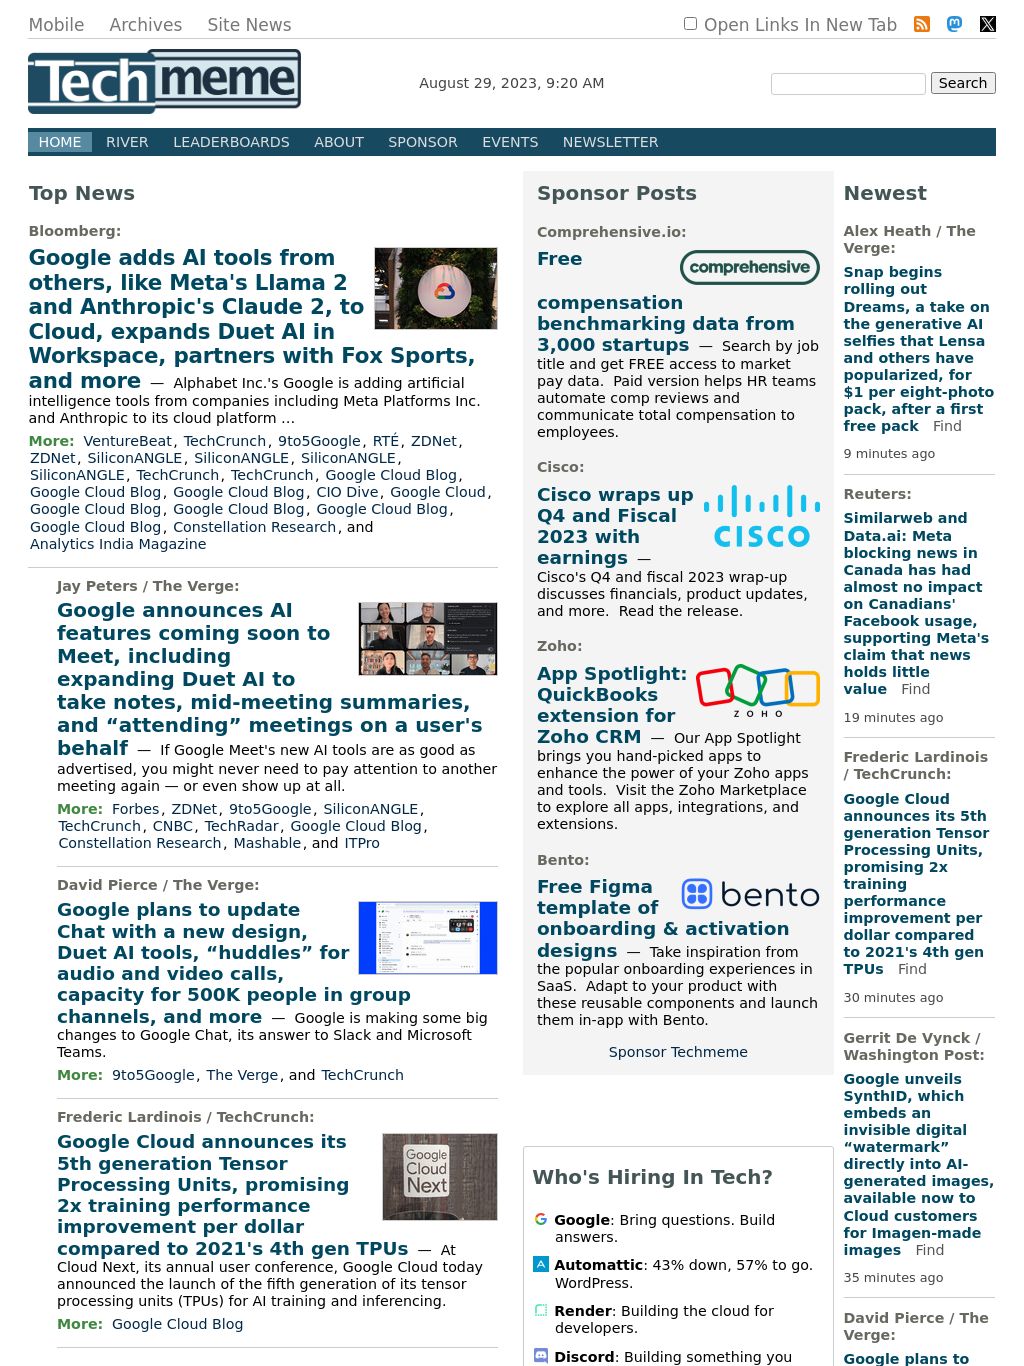 Mobile Archives Site News
Open Links In New Tab
Techmeme
August 29, 2023, 9:20 AM
Search
HOME RIVER LEADERBOARDS ABOUT SPONSOR EVENTS NEWSLETTER
Top News
Bloomberg:
Google adds AI tools from
others, like Meta's Llama 2
and Anthropic's Claude 2, to
Cloud, expands Duet AI in
Workspace, partners with Fox Sports,
and more — Alphabet Inc.'s Google is adding artificial
intelligence tools from companies including Meta Platforms Inc.
and Anthropic to its cloud platform …
More: VentureBeat, TechCrunch, 9to5Google, RTÉ, ZDNet,
ZDNet, SiliconANGLE, SiliconANGLE, SiliconANGLE,
SiliconANGLE, TechCrunch, TechCrunch, Google Cloud Blog,
Google Cloud Blog, Google Cloud Blog, CIO Dive, Google Cloud,
Google Cloud Blog, Google Cloud Blog, Google Cloud Blog,
Google Cloud Blog, Constellation Research, and
Analytics India Magazine
Jay Peters / The Verge:
Google announces AI
features coming soon to
Meet, including
expanding Duet AI to
take notes, mid-meeting summaries,
and “attending” meetings on a user's
behalf — If Google Meet's new AI tools are as good as
advertised, you might never need to pay attention to another
meeting again — or even show up at all.
More: Forbes, ZDNet, 9to5Google, SiliconANGLE,
TechCrunch, CNBC, TechRadar, Google Cloud Blog,
Constellation Research, Mashable, and ITPro
David Pierce / The Verge:
Google plans to update
Chat with a new design,
Duet AI tools, “huddles” for
audio and video calls,
capacity for 500K people in group
channels, and more — Google is making some big
changes to Google Chat, its answer to Slack and Microsoft
Teams.
More: 9to5Google, The Verge, and TechCrunch
Frederic Lardinois / TechCrunch:
Google Cloud announces its
5th generation Tensor
Processing Units, promising
2x training performance
improvement per dollar
compared to 2021's 4th gen TPUs — At
Cloud Next, its annual user conference, Google Cloud today
announced the launch of the fifth generation of its tensor
processing units (TPUs) for AI training and inferencing.
More: Google Cloud Blog
Google
Cloud
Next
Sponsor Posts
Comprehensive.io:
Free
comprehensive
compensation
benchmarking data from
3,000 startups — Search by job
title and get FREE access to market
pay data. Paid version helps HR teams
automate comp reviews and
communicate total compensation to
employees.
Cisco:
Cisco wraps up
Q4 and Fiscal
2023 with
earnings —
CISCO
Cisco's Q4 and fiscal 2023 wrap-up
discusses financials, product updates,
and more. Read the release.
Zoho:
App Spotlight:
QuickBooks
extension for
Zoho CRM — Our App Spotlight
ZOHO
brings you hand-picked apps to
enhance the power of your Zoho apps
and tools. Visit the Zoho Marketplace
to explore all apps, integrations, and
extensions.
Bento:
Free Figma
template of
bento
onboarding & activation
designs — Take inspiration from
the popular onboarding experiences in
SaaS. Adapt to your product with
these reusable components and launch
them in-app with Bento.
Sponsor Techmeme
Who's Hiring In Tech?
Google: Bring questions. Build
answers.
Automattic: 43% down, 57% to go.
WordPress.
Render: Building the cloud for
developers.
Discord: Building something you
Newest
Alex Heath / The
Verge:
Snap begins
rolling out
Dreams, a take on
the generative AI
selfies that Lensa
and others have
popularized, for
$1 per eight-photo
pack, after a first
free pack Find
9 minutes ago
Reuters:
Similarweb and
Data.ai: Meta
blocking news in
Canada has had
almost no impact
on Canadians'
Facebook usage,
supporting Meta's
claim that news
holds little
value Find
19 minutes ago
Frederic Lardinois
/ TechCrunch:
Google Cloud
announces its 5th
generation Tensor
Processing Units,
promising 2x
training
performance
improvement per
dollar compared
to 2021's 4th gen
TPUs Find
30 minutes ago
Gerrit De Vynck /
Washington Post:
Google unveils
SynthID, which
embeds an
invisible digital
“watermark”
directly into AI-
generated images,
available now to
Cloud customers
for Imagen-made
images Find
35 minutes ago
David Pierce / The
Verge:
Google plans to